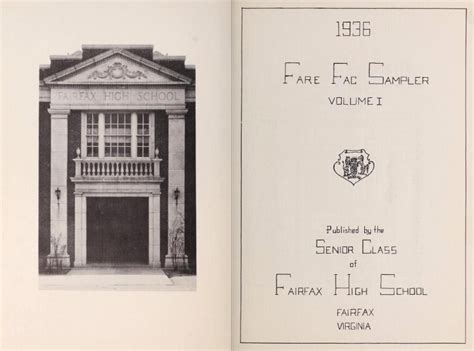 FAIRFAX HIGH SCHOOL
1936
FARE FAC SAMPLER
VOLUME I
Published by the
SENIOR CLASS
of
FAIRFAX HIGH SCHOOL
FAIRFAX
VIRGINIA